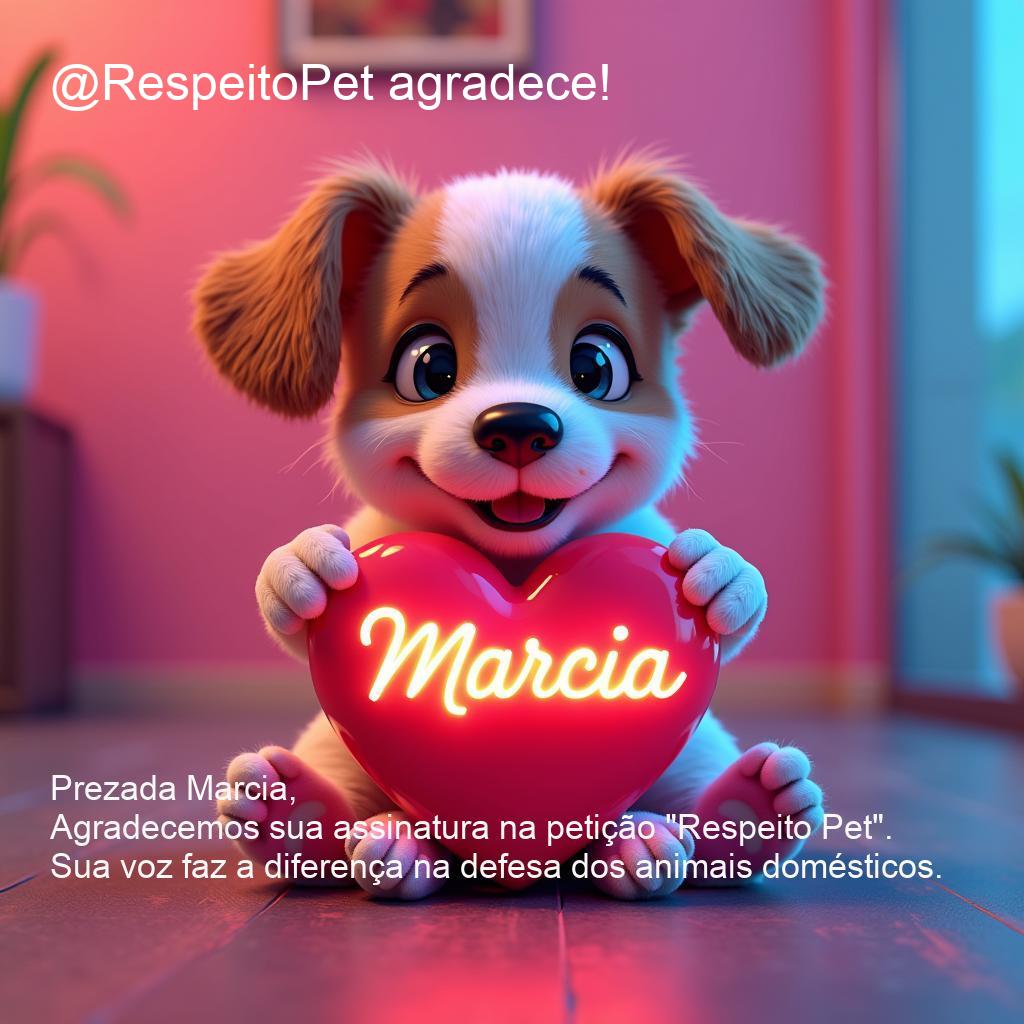 @RespeitoPet agradece!
Marcia
Prezada Marcia,
Agradecemos sua assinatura na petição "Respeito Pet".
Sua voz faz a diferença na defesa dos animais domésticos.